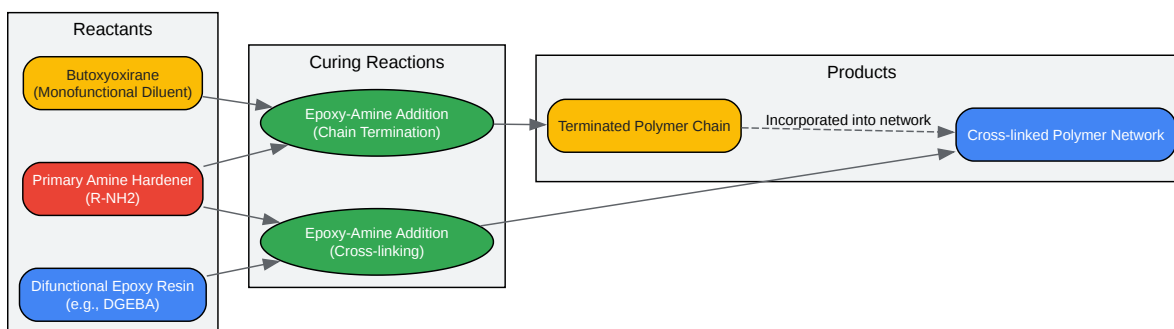 Reactants
Butoxyoxirane
(Monofunctional Diluent)
Primary Amine Hardener
(R-NH2)
Difunctional Epoxy Resin
(e.g., DGEBA)
Curing Reactions
Epoxy-Amine Addition
(Chain Termination)
Epoxy-Amine Addition
(Cross-linking)
Products
Terminated Polymer Chain
Incorporated into network
Cross-linked Polymer Network